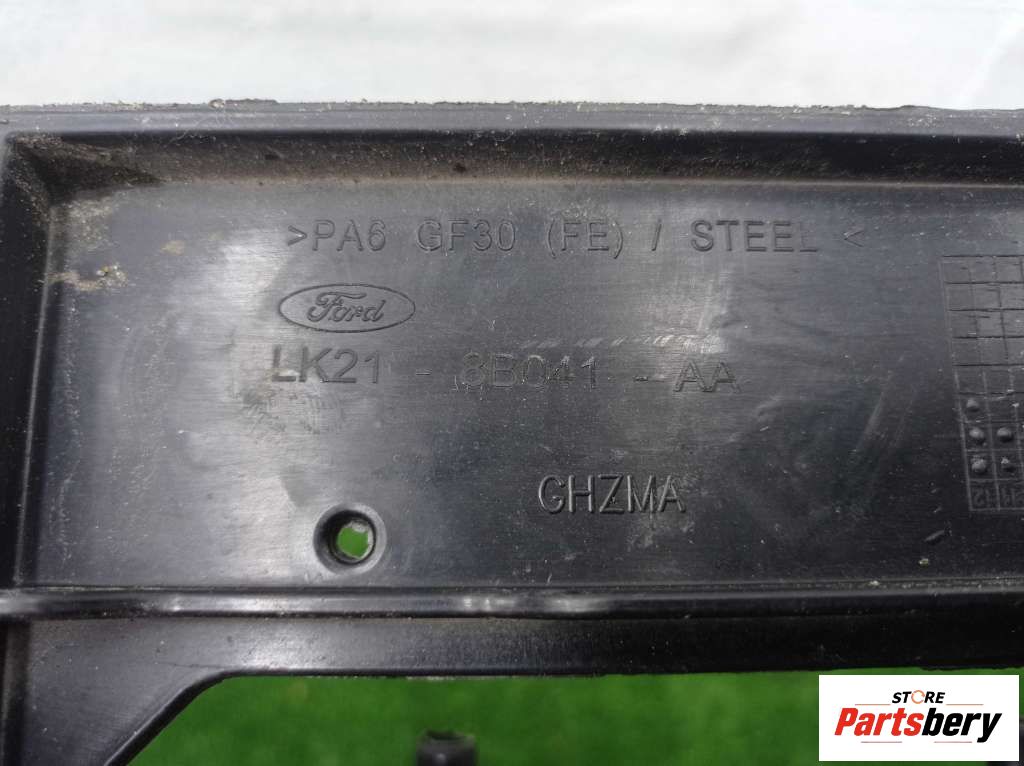 >PA6 GF30 (FE) / STEEL<
Ford
LK21 - 8B041 - AA
GHZMA
STORE
Partsbery